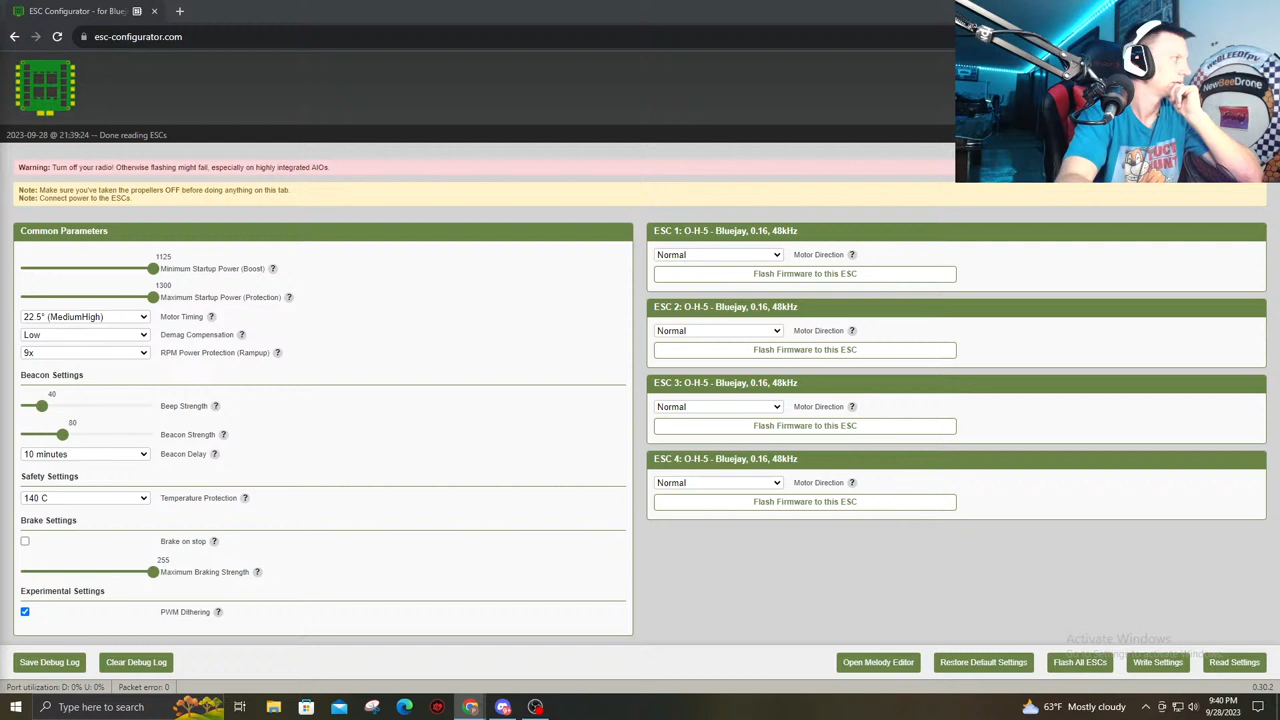 ESC Configurator - for Blue
esc-configurator.com
2023-09-28 @ 21:39:24 -- Done reading ESCs
Warning: Turn off your radio! Otherwise flashing might fail, especially on highly integrated AIOs.
Note: Make sure you've taken the propellers OFF before doing anything on this tab.
Note: Connect power to the ESCs.
Common Parameters
1125
Minimum Startup Power (Boost) ?
1300
Maximum Startup Power (Protection) ?
22.5° (MediumHigh) Motor Timing ?
Low Demag Compensation ?
9x RPM Power Protection (Rampup) ?
Beacon Settings
40
Beep Strength ?
80
Beacon Strength ?
10 minutes Beacon Delay ?
Safety Settings
140 C Temperature Protection ?
Brake Settings
Brake on stop ?
255
Maximum Braking Strength ?
Experimental Settings
PWM Dithering ?
ESC 1: O-H-5 - Bluejay, 0.16, 48kHz
Normal Motor Direction ?
Flash Firmware to this ESC
ESC 2: O-H-5 - Bluejay, 0.16, 48kHz
Normal Motor Direction ?
Flash Firmware to this ESC
ESC 3: O-H-5 - Bluejay, 0.16, 48kHz
Normal Motor Direction ?
Flash Firmware to this ESC
ESC 4: O-H-5 - Bluejay, 0.16, 48kHz
Normal Motor Direction ?
Flash Firmware to this ESC
weBLEEDfpv
NewBeeDrone
Activate Windows
Go to Settings to activate Windows.
Save Debug Log Clear Debug Log Open Melody Editor Restore Default Settings Flash All ESCs Write Settings Read Settings
Port utilization: D: 0% U: 0% Packet error: 0 0.30.2
Type here to search
63°F Mostly clear
9:40 PM
9/28/2023